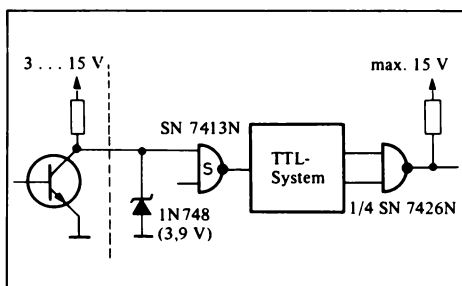 3 . . . 15 V
max. 15 V
SN 7413N
S
TTL-
System
1N748
(3,9 V)
1/4 SN 7426N